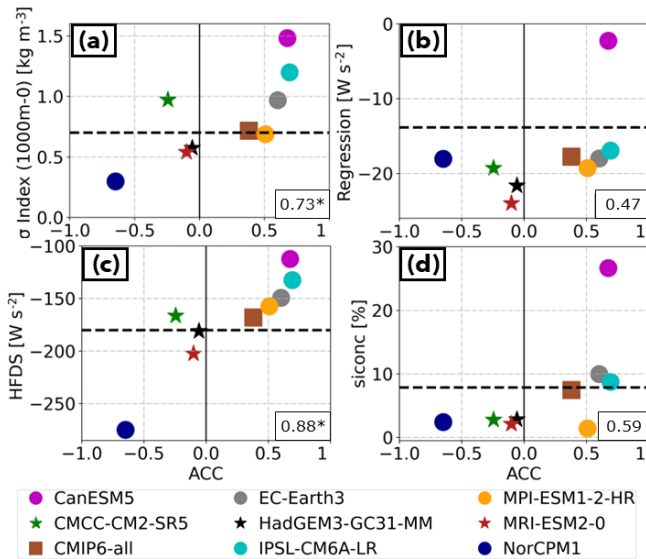 (a)
σ Index (1000m-0) [kg m⁻³]
1.5
1.0
0.5
0.0
−1.0 −0.5 0.0 0.5 1
0.73*
(b)
Regression [W s⁻²]
0
−10
−20
−1.0 −0.5 0.0 0.5 1.0
0.47
(c)
HFDS [W s⁻²]
−100
−150
−200
−250
−1.0 −0.5 0.0 0.5 1
ACC
0.88*
(d)
siconc [%]
30
20
10
0
−1.0 −0.5 0.0 0.5 1.0
ACC
0.59
CanESM5 EC-Earth3 MPI-ESM1-2-HR
CMCC-CM2-SR5 HadGEM3-GC31-MM MRI-ESM2-0
CMIP6-all IPSL-CM6A-LR NorCPM1